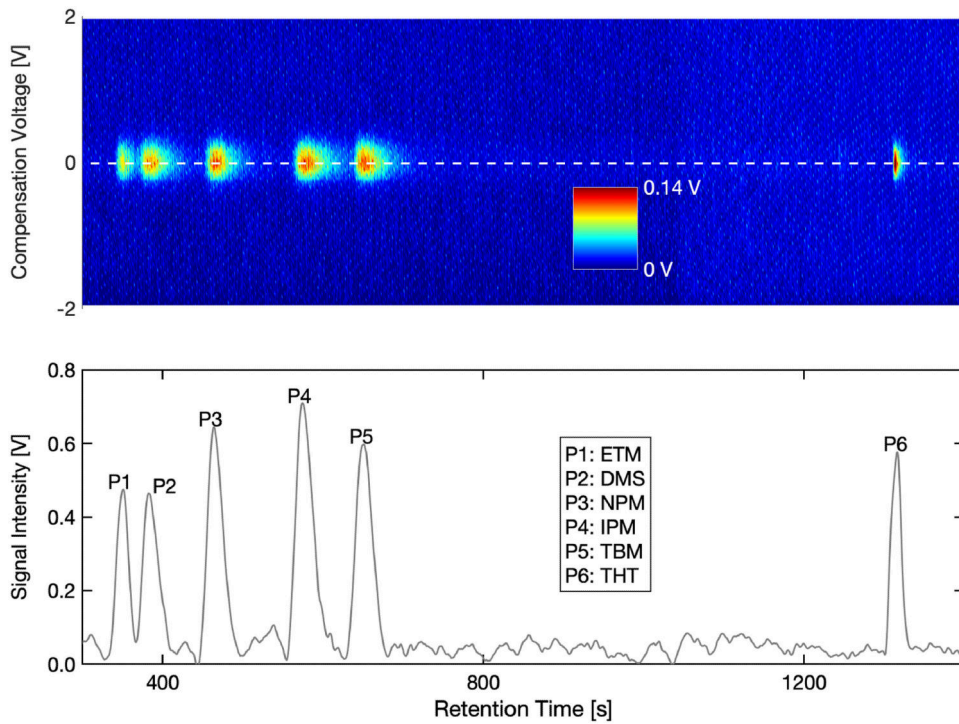 2
0
-2
Compensation Voltage [V]
0.14 V
0 V
0.8
0.6
0.4
0.2
0.0
Signal Intensity [V]
P1
P2
P3
P4
P5
P6
P1: ETM
P2: DMS
P3: NPM
P4: IPM
P5: TBM
P6: THT
400
800
1200
Retention Time [s]